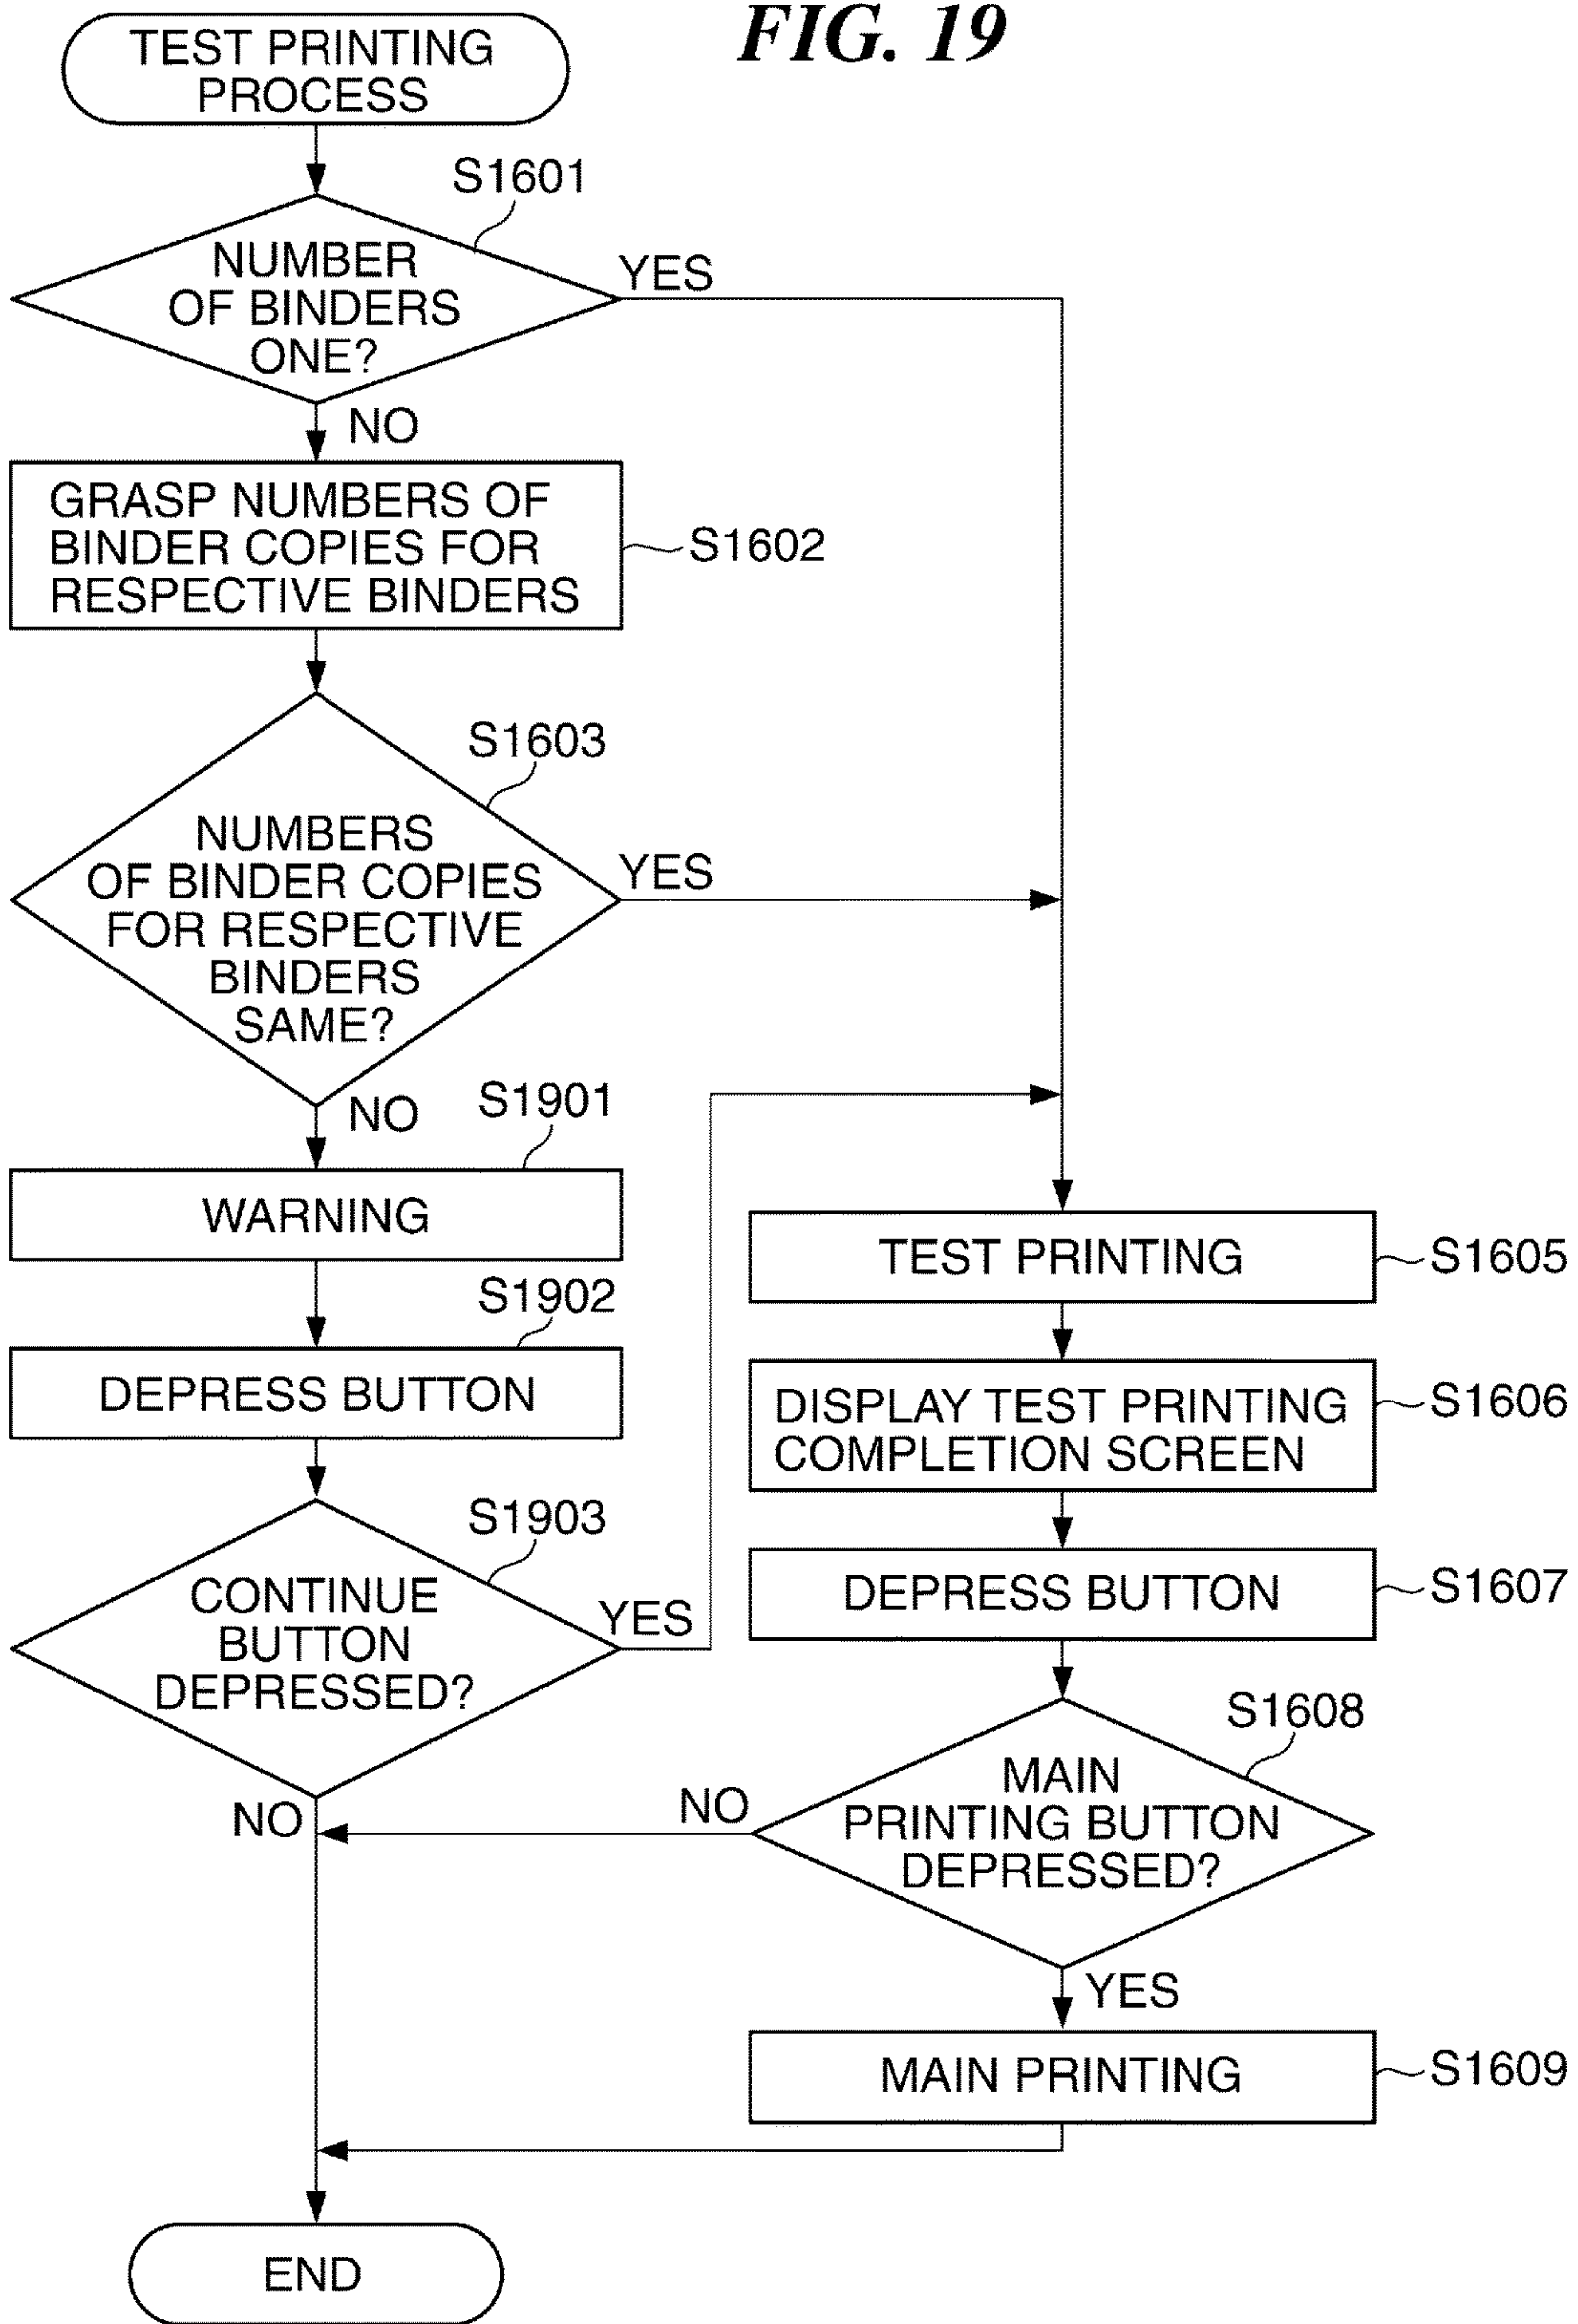 FIG. 19
TEST PRINTING
PROCESS
S1601
NUMBER
OF BINDERS
ONE?
YES
NO
GRASP NUMBERS OF
BINDER COPIES FOR
RESPECTIVE BINDERS
S1602
S1603
NUMBERS
OF BINDER COPIES
FOR RESPECTIVE
BINDERS
SAME?
YES
NO
S1901
WARNING
S1902
DEPRESS BUTTON
S1903
CONTINUE
BUTTON
DEPRESSED?
YES
NO
TEST PRINTING
S1605
DISPLAY TEST PRINTING
COMPLETION SCREEN
S1606
DEPRESS BUTTON
S1607
S1608
MAIN
PRINTING BUTTON
DEPRESSED?
NO
YES
MAIN PRINTING
S1609
END